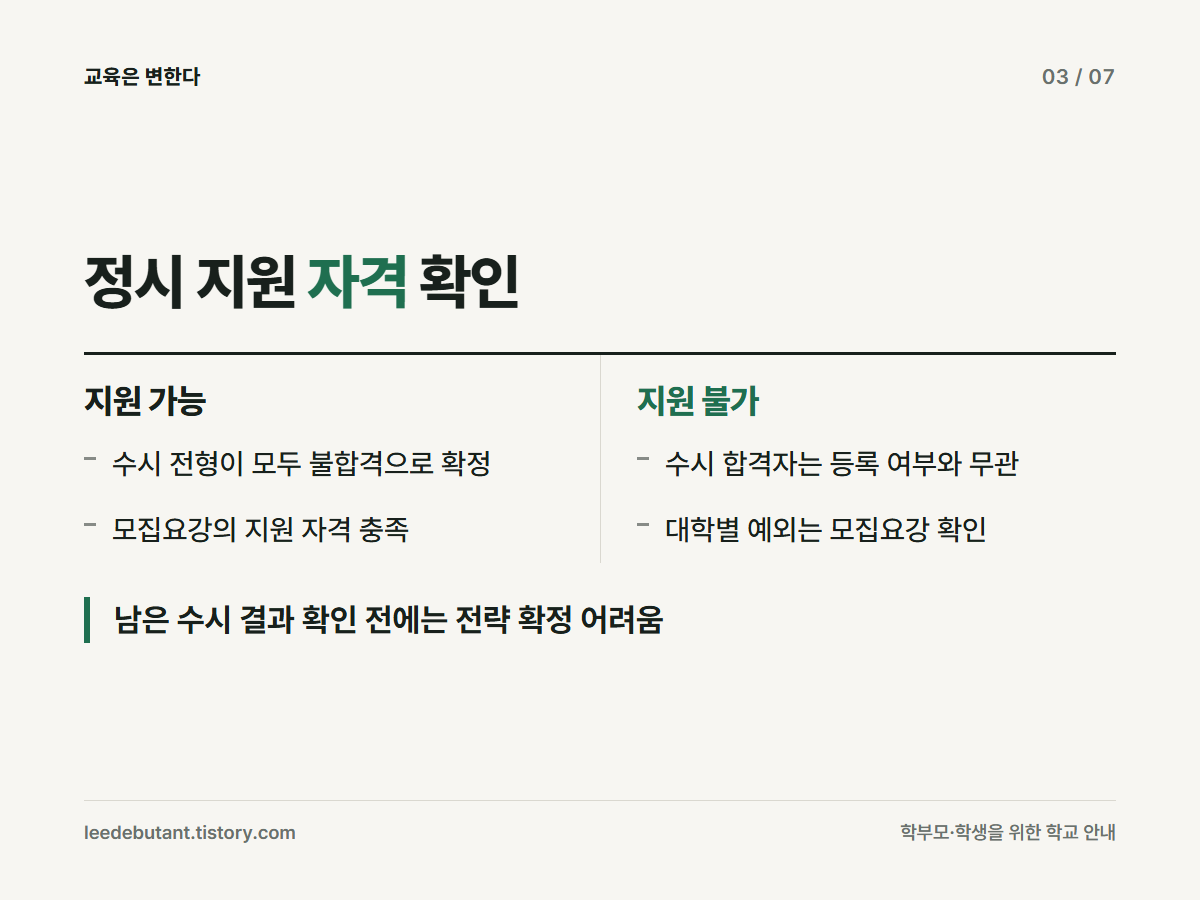 교육은 변한다
03 / 07
정시 지원 자격 확인
지원 가능
- 수시 전형이 모두 불합격으로 확정
- 모집요강의 지원 자격 충족
지원 불가
- 수시 합격자는 등록 여부와 무관
- 대학별 예외는 모집요강 확인
남은 수시 결과 확인 전에는 전략 확정 어려움
leedebutant.tistory.com
학부모·학생을 위한 학교 안내